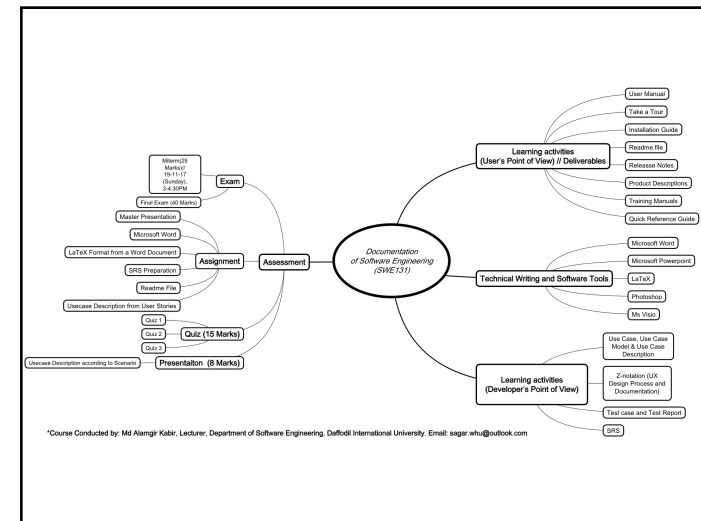 Documentation
of Software Engineering
(SWE131)
Assessment
Exam
Miterm(25
Marks)//
19-11-17
(Sunday),
3-4.30PM
Final Exam (40 Marks)
Assignment
Master Presentation
Microsoft Word
LaTeX Format from a Word Document
SRS Preparation
Readme File
Usecase Description from User Stories
Quiz (15 Marks)
Quiz 1
Quiz 2
Quiz 3
Presentaiton (8 Marks)
Usecase Description according to Scenario
Learning activities
(User's Point of View) // Deliverables
User Manual
Take a Tour
Installation Guide
Readme file
Releasse Notes
Product Descriptions
Training Manuals
Quick Reference Guide
Technical Writing and Software Tools
Microsoft Word
Microsoft Powerpoint
LaTeX
Photoshop
Ms Visio
Learning activities
(Developer's Point of View)
Use Case, Use Case
Model & Use Case
Description
Z-notation (UX
Design Process and
Documentation)
Test case and Test Report
SRS
*Course Conducted by: Md Alamgir Kabir, Lecturer, Department of Software Engineering, Daffodil International University. Email: sagar.whu@outlook.com